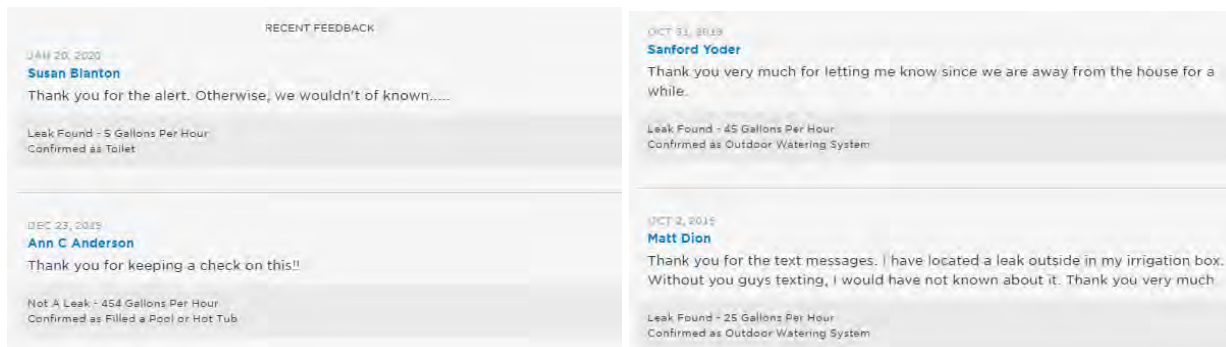 RECENT FEEDBACK
JAN 20, 2020
Susan Blanton
Thank you for the alert. Otherwise, we wouldn't of known.....
Leak Found - 5 Gallons Per Hour
Confirmed as Toilet
DEC 23, 2019
Ann C Anderson
Thank you for keeping a check on this!!
Not A Leak - 454 Gallons Per Hour
Confirmed as Filled a Pool or Hot Tub
OCT 31, 2019
Sanford Yoder
Thank you very much for letting me know since we are away from the house for a
while.
Leak Found - 45 Gallons Per Hour
Confirmed as Outdoor Watering System
OCT 2, 2019
Matt Dion
Thank you for the text messages. I have located a leak outside in my irrigation box.
Without you guys texting, I would have not known about it. Thank you very much
Leak Found - 25 Gallons Per Hour
Confirmed as Outdoor Watering System